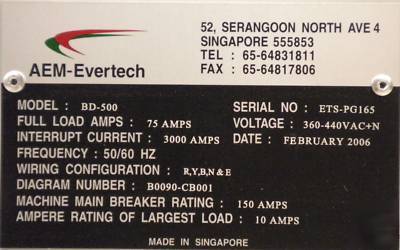 52, SERANGOON NORTH AVE 4
SINGAPORE 555853
TEL : 65-64831811
FAX : 65-64817806
AEM-Evertech
MODEL : BD-500 SERIAL NO : ETS-PG165
FULL LOAD AMPS : 75 AMPS VOLTAGE : 360-440VAC+N
INTERRUPT CURRENT : 3000 AMPS DATE : FEBRUARY 2006
FREQUENCY : 50/60 HZ
WIRING CONFIGURATION : R,Y,B,N & E
DIAGRAM NUMBER : B0090-CB001
MACHINE MAIN BREAKER RATING : 150 AMPS
AMPERE RATING OF LARGEST LOAD : 10 AMPS
MADE IN SINGAPORE